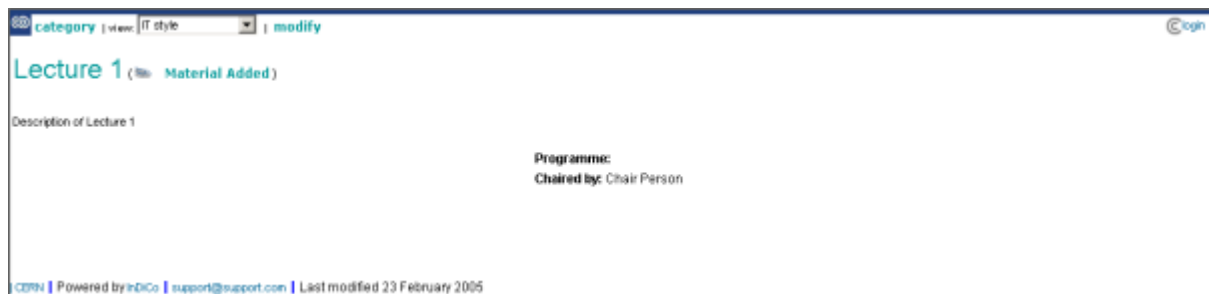 category | view: IT style | modify login
Lecture 1 ( Material Added )
Description of Lecture 1
Programme:
Chaired by: Chair Person
| CERN | Powered by InDiCo | support@support.com | Last modified 23 February 2005